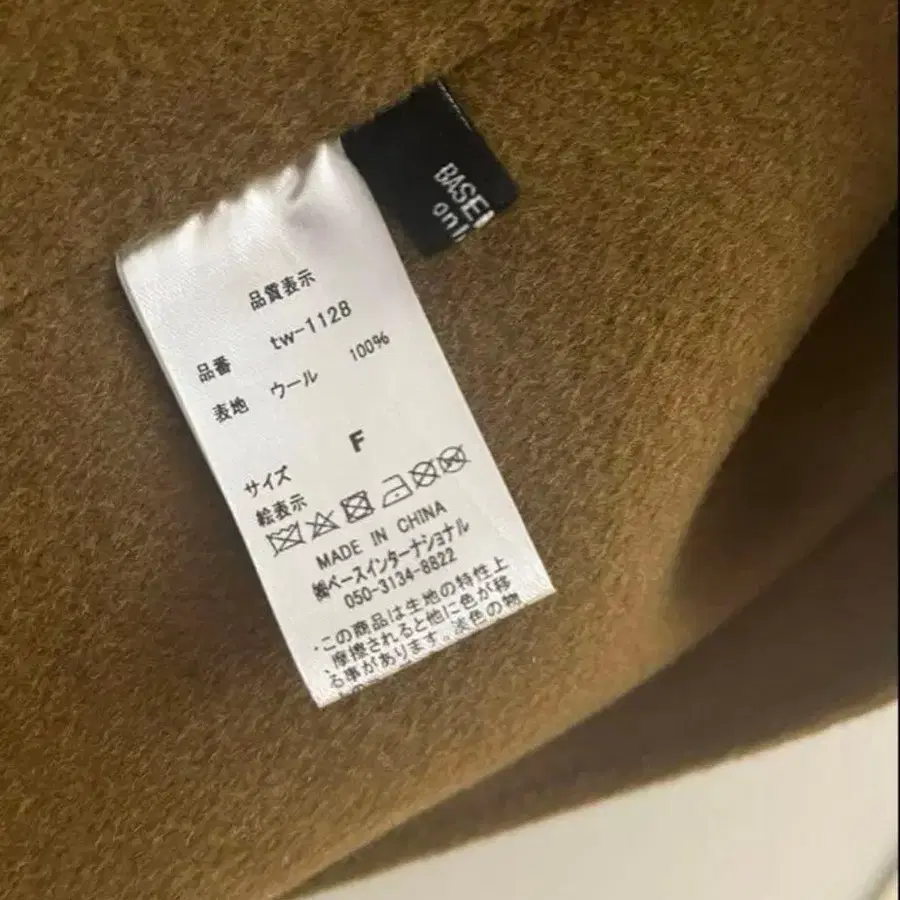 BASE
onl
品質表示
品番 tw-1128
表地 ウール 100%
サイズ F
絵表示
MADE IN CHINA
㈱ベースインターナショナル
050-3134-8822
・この商品は生地の特性上
摩擦されると他に色が移
る事があります。淡色の物